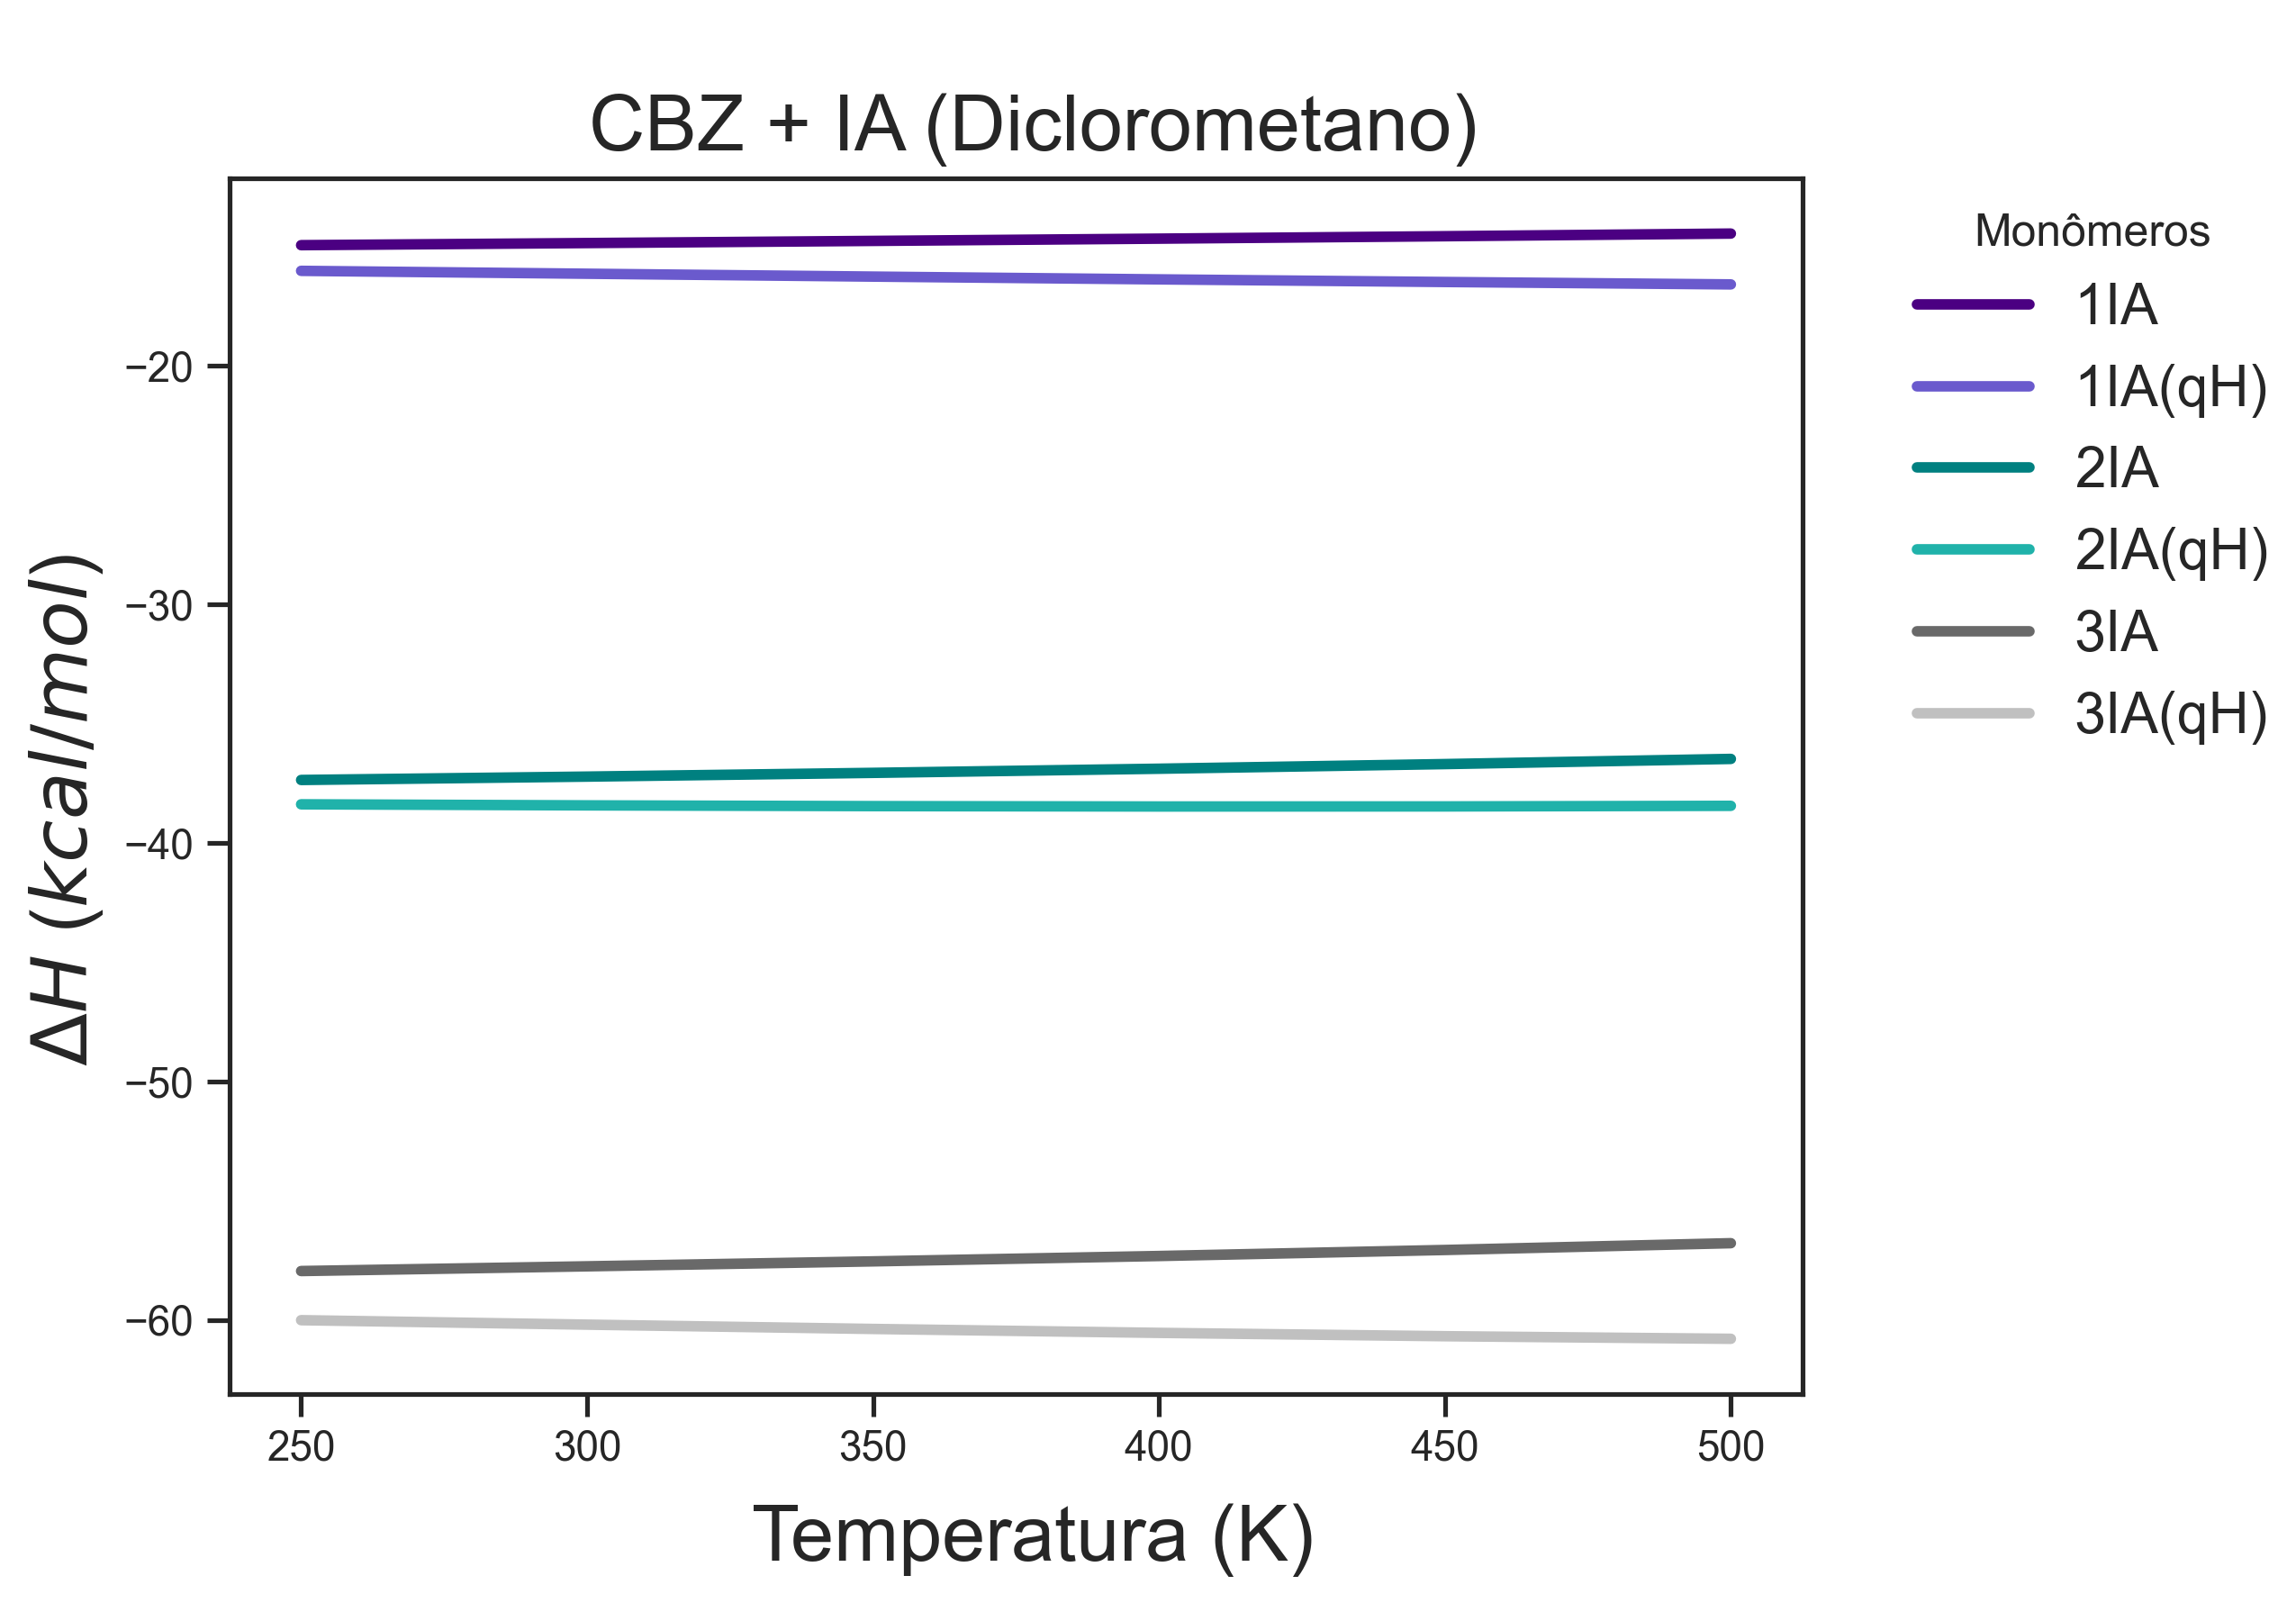 CBZ + IA (Diclorometano)
ΔH (kcal/mol)
−20
−30
−40
−50
−60
250 300 350 400 450 500
Temperatura (K)
Monômeros
1IA
1IA(qH)
2IA
2IA(qH)
3IA
3IA(qH)